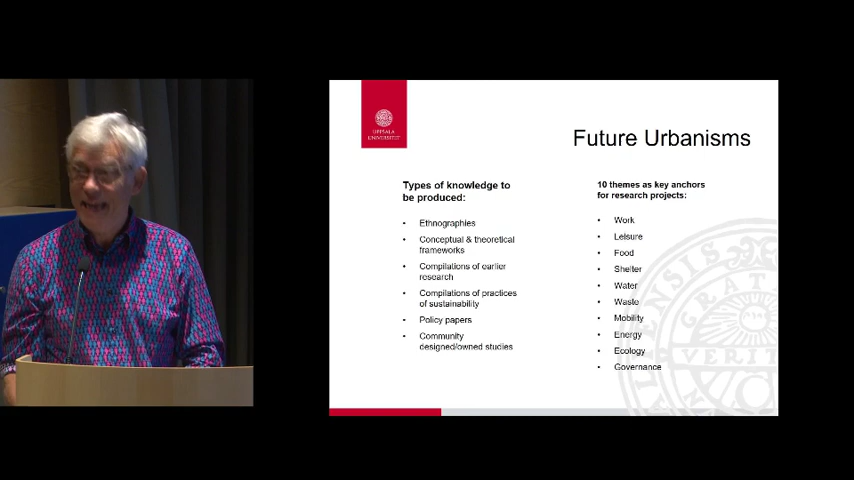 UPPSALA
UNIVERSITET
Future Urbanisms
Types of knowledge to
be produced:
• Ethnographies
• Conceptual & theoretical
frameworks
• Compilations of earlier
research
• Compilations of practices
of sustainability
• Policy papers
• Community
designed/owned studies
10 themes as key anchors
for research projects:
• Work
• Leisure
• Food
• Shelter
• Water
• Waste
• Mobility
• Energy
• Ecology
• Governance
GRATI
VERIT